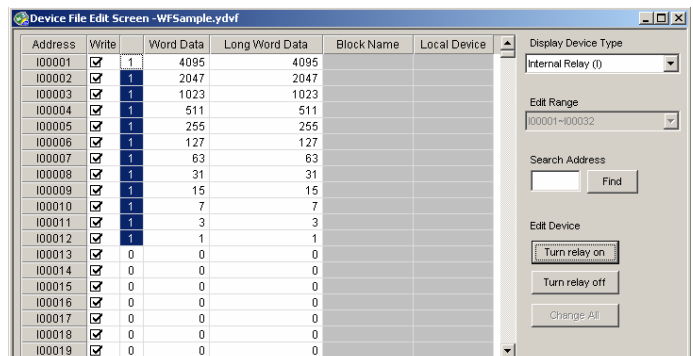 Device File Edit Screen -WFSample.ydvf
Address Write Word Data Long Word Data Block Name Local Device
I00001 1 4095 4095
I00002 1 2047 2047
I00003 1 1023 1023
I00004 1 511 511
I00005 1 255 255
I00006 1 127 127
I00007 1 63 63
I00008 1 31 31
I00009 1 15 15
I00010 1 7 7
I00011 1 3 3
I00012 1 1 1
I00013 0 0 0
I00014 0 0 0
I00015 0 0 0
I00016 0 0 0
I00017 0 0 0
I00018 0 0 0
I00019 0 0 0
Display Device Type
Internal Relay (I)
Edit Range
I00001~I00032
Search Address
Find
Edit Device
Turn relay on
Turn relay off
Change All